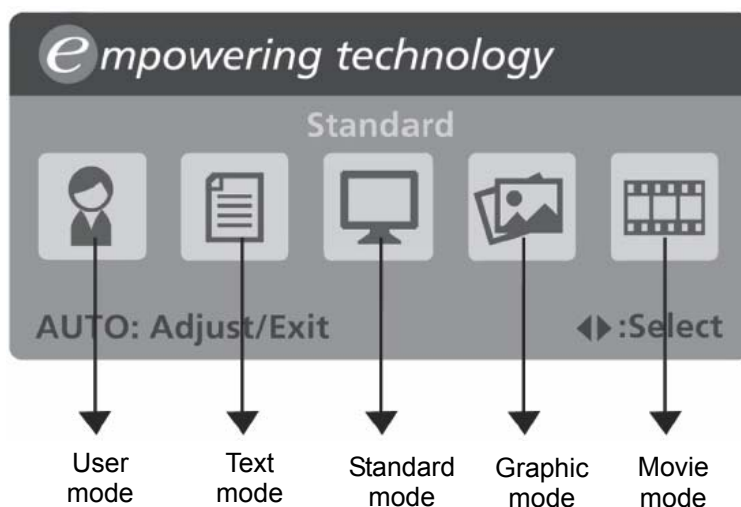 empowering technology
Standard
AUTO: Adjust/Exit ◀▶:Select
User mode
Text mode
Standard mode
Graphic mode
Movie mode